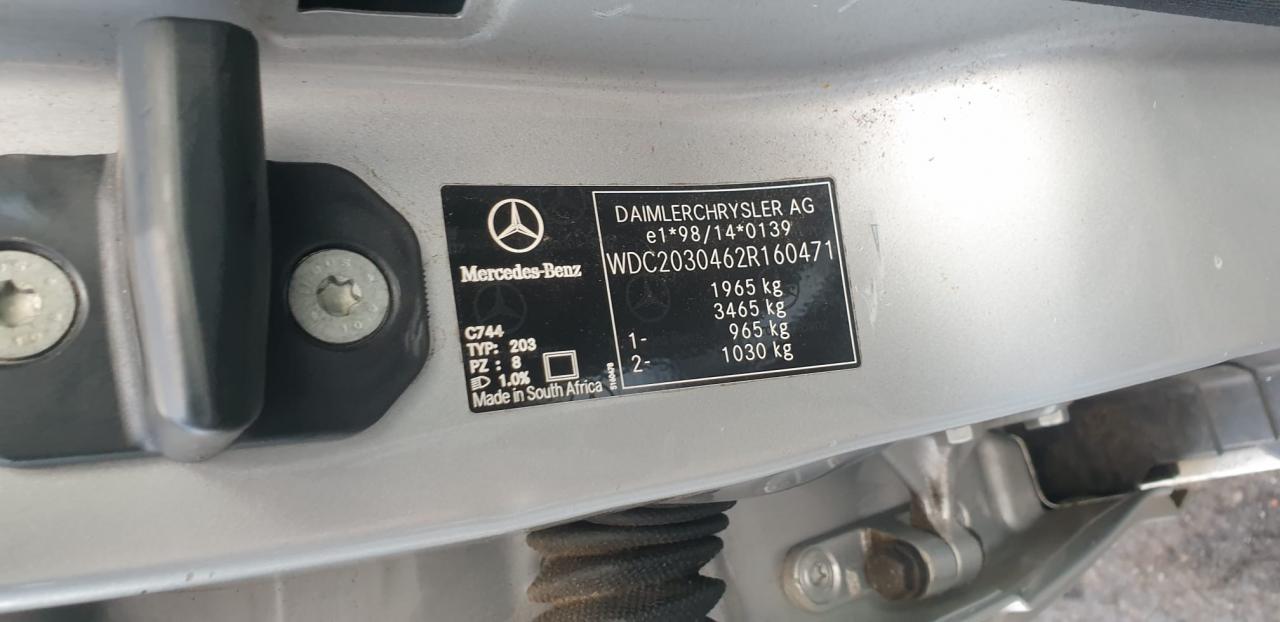 Mercedes-Benz
C744
TYP: 203
PZ : 8
1.0%
Made in South Africa
DAIMLERCHRYSLER AG
e1*98/14*0139
WDC2030462R160471
1965 kg
3465 kg
1- 965 kg
2- 1030 kg